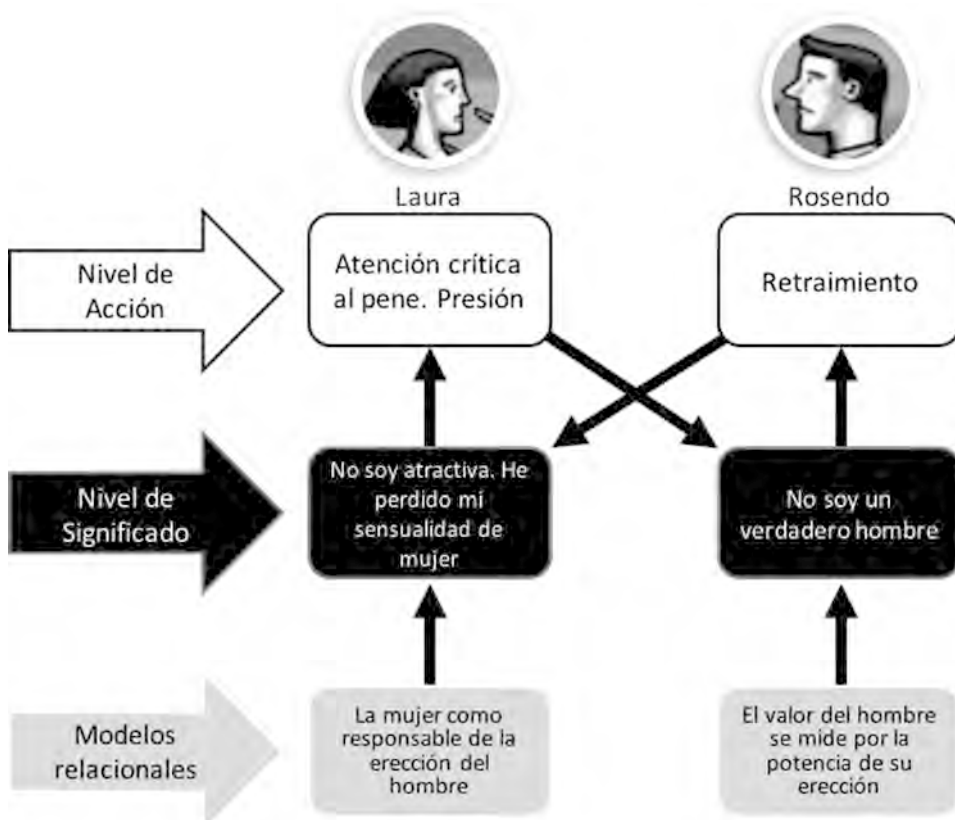 Laura
Rosendo
Nivel de
Acción
Atención crítica
al pene. Presión
Retraimiento
Nivel de
Significado
No soy atractiva. He
perdido mi
sensualidad de
mujer
No soy un
verdadero hombre
Modelos
relacionales
La mujer como
responsable de la
erección del
hombre
El valor del hombre
se mide por la
potencia de su
erección